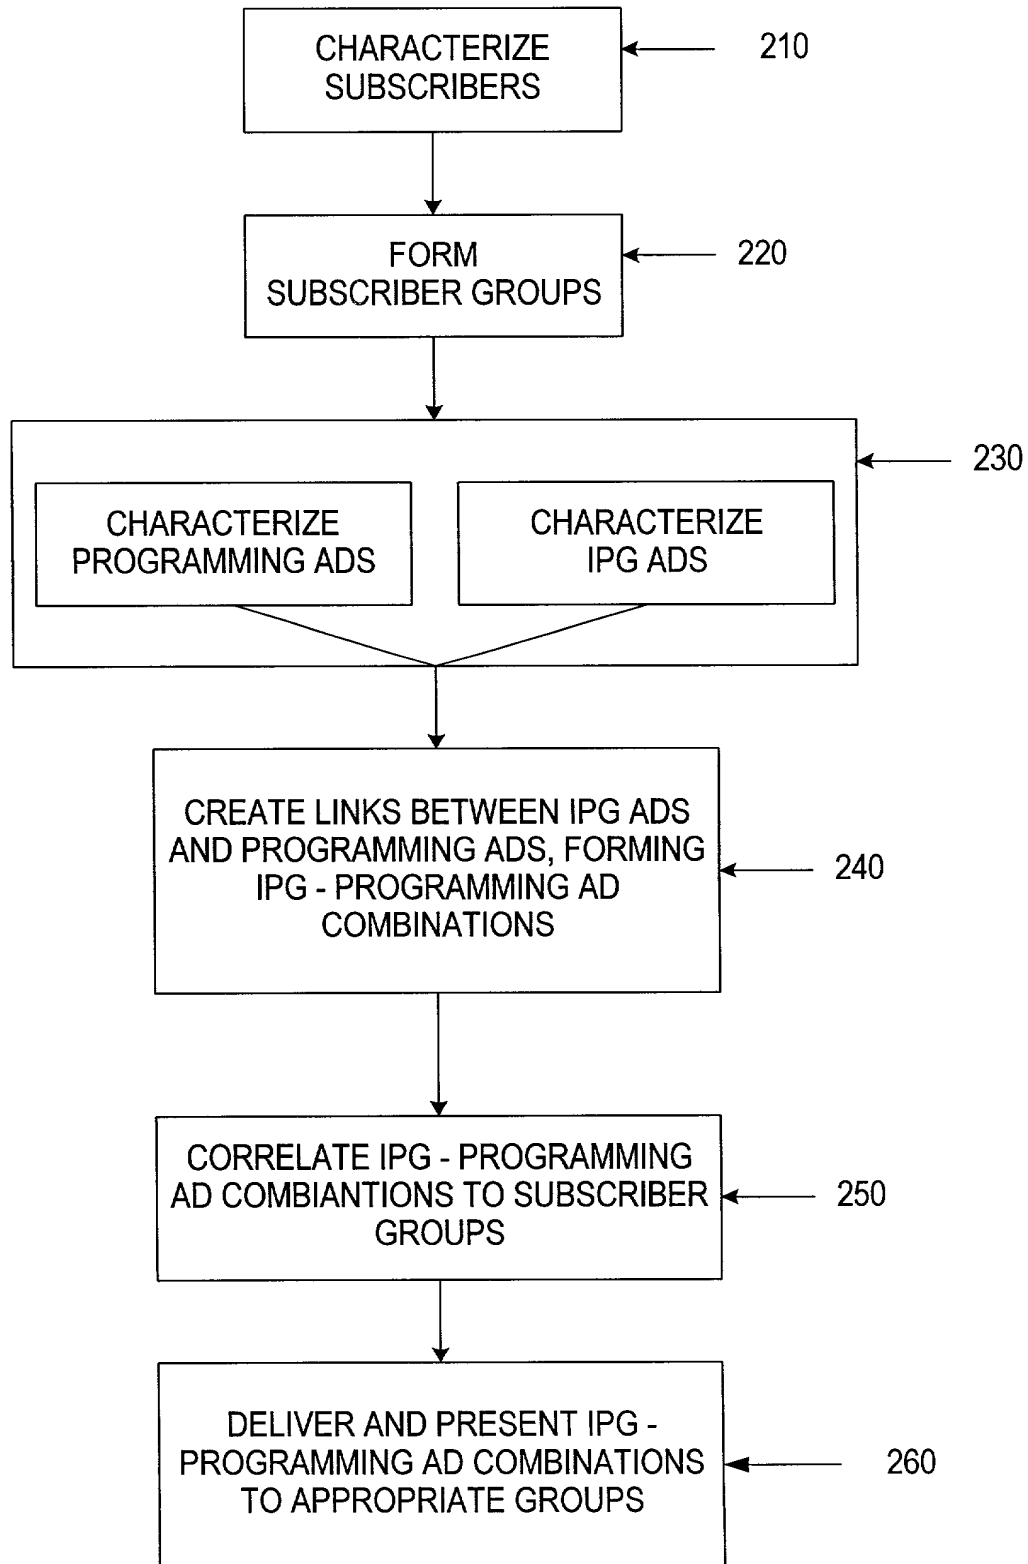 CHARACTERIZE
SUBSCRIBERS
210
FORM
SUBSCRIBER GROUPS
220
230
CHARACTERIZE
PROGRAMMING ADS
CHARACTERIZE
IPG ADS
CREATE LINKS BETWEEN IPG ADS
AND PROGRAMMING ADS, FORMING
IPG - PROGRAMMING AD
COMBINATIONS
240
CORRELATE IPG - PROGRAMMING
AD COMBIANTIONS TO SUBSCRIBER
GROUPS
250
DELIVER AND PRESENT IPG -
PROGRAMMING AD COMBINATIONS
TO APPROPRIATE GROUPS
260